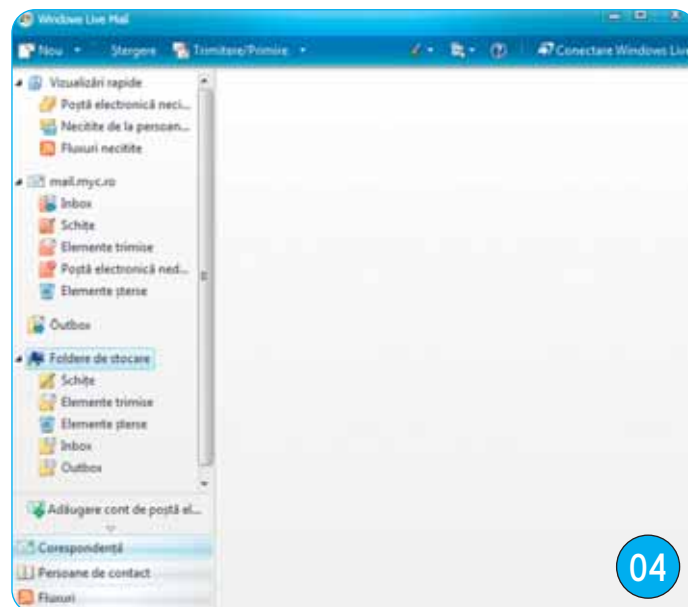 Windows Live Mail
Nou Ștergere Trimitere/Primire Conectare Windows Live
Vizualizări rapide
Poștă electronică neci...
Necitite de la persoan...
Fluxuri necitite
mail.myc.ro
Inbox
Schițe
Elemente trimise
Poștă electronică ned...
Elemente șterse
Outbox
Foldere de stocare
Schițe
Elemente trimise
Elemente șterse
Inbox
Outbox
Adăugare cont de poștă el...
Corespondență
Persoane de contact
Fluxuri
04